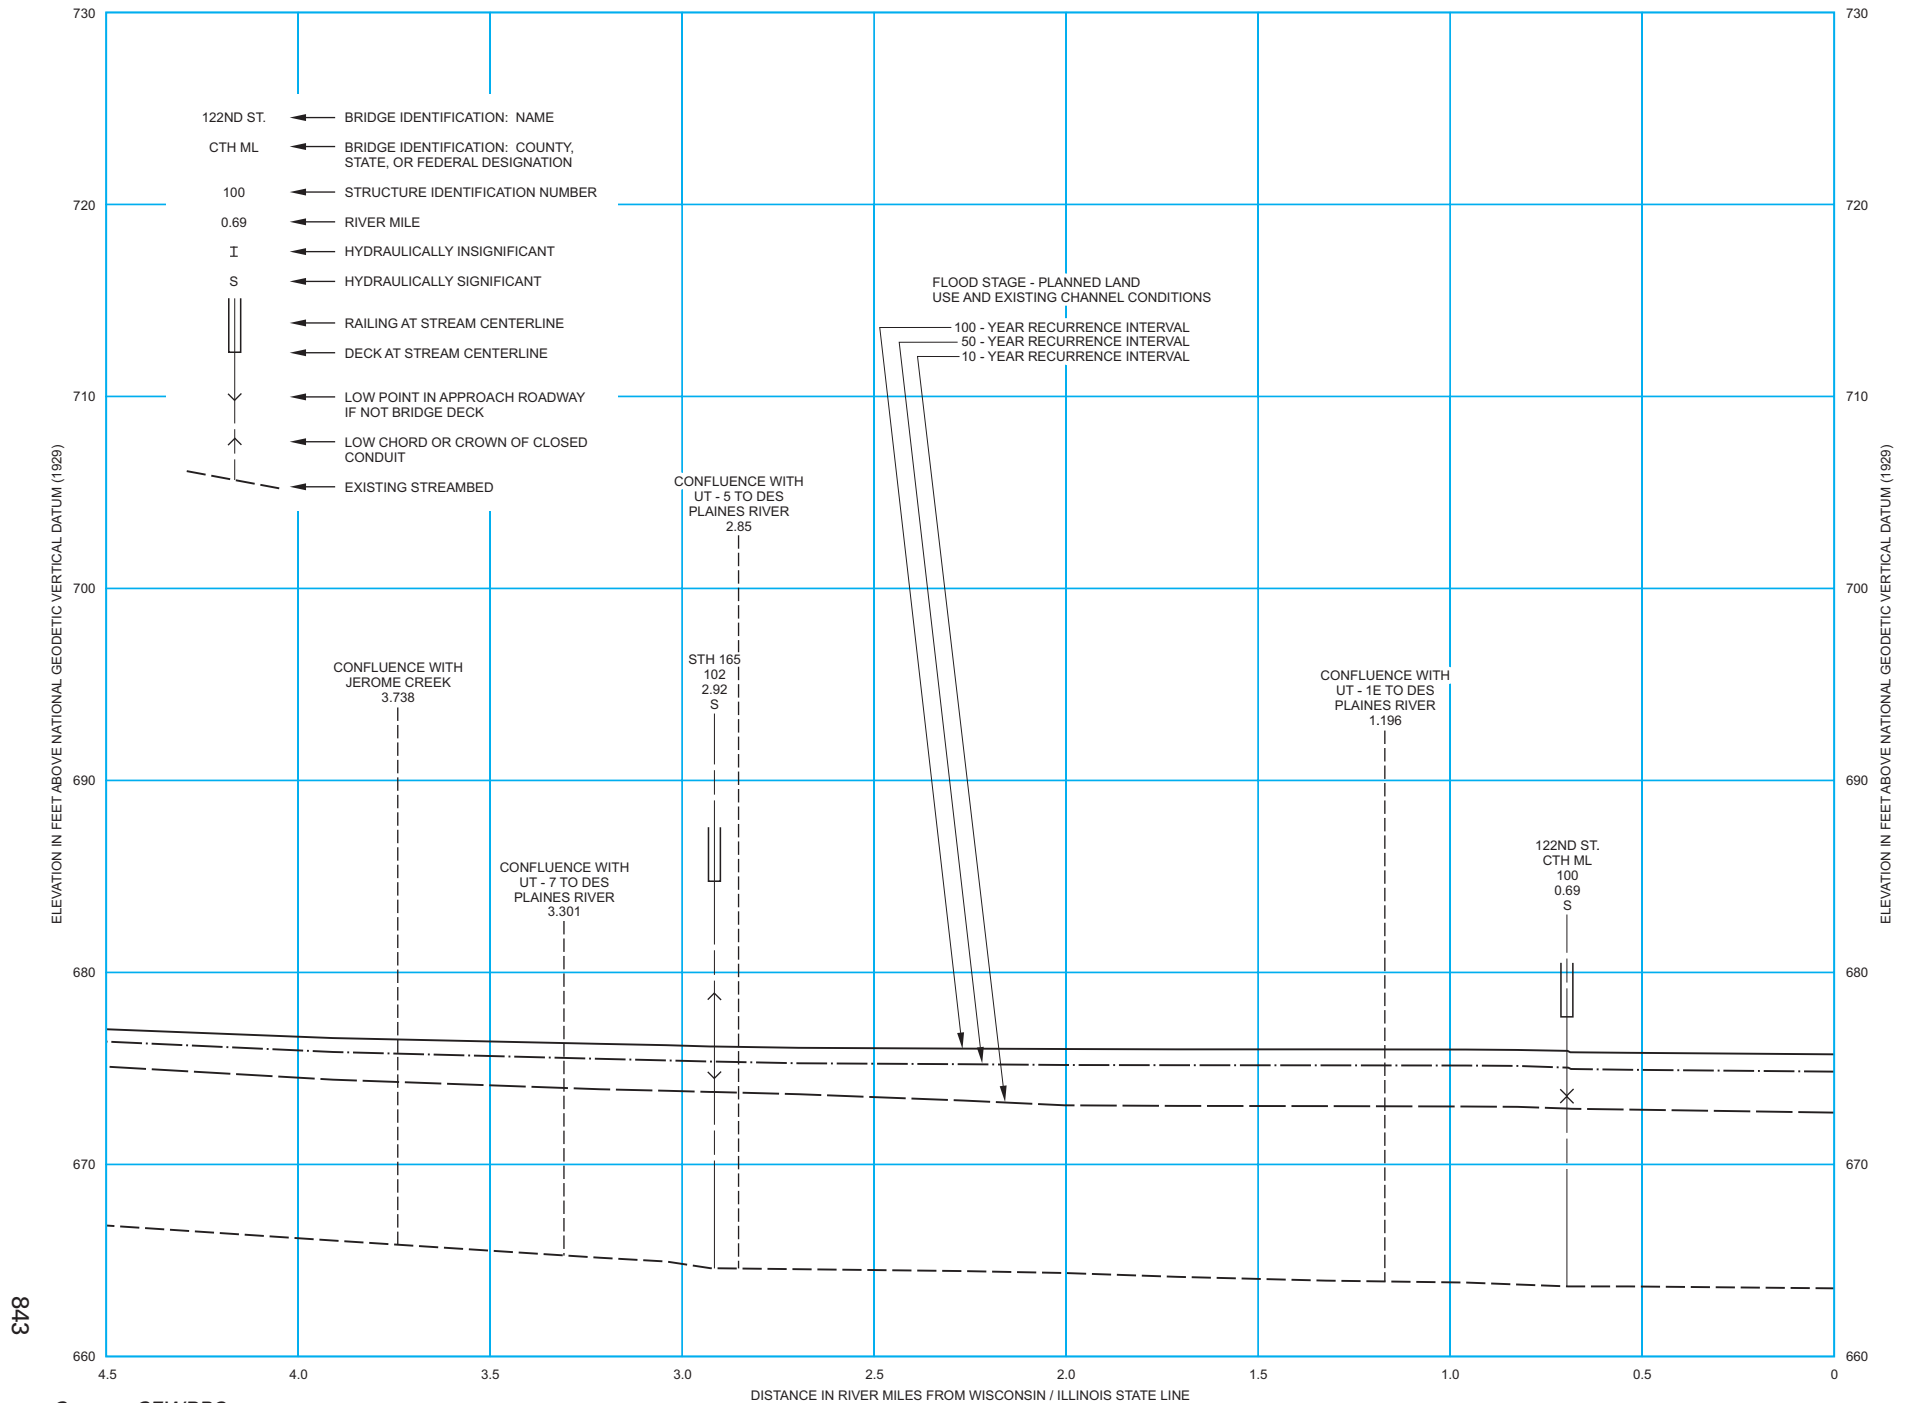 730
730
122ND ST.
BRIDGE IDENTIFICATION: NAME
CTH ML
BRIDGE IDENTIFICATION: COUNTY,
STATE, OR FEDERAL DESIGNATION
100
STRUCTURE IDENTIFICATION NUMBER
720
720
0.69
RIVER MILE
I
HYDRAULICALLY INSIGNIFICANT
S
HYDRAULICALLY SIGNIFICANT
RAILING AT STREAM CENTERLINE
DECK AT STREAM CENTERLINE
LOW POINT IN APPROACH ROADWAY
IF NOT BRIDGE DECK
LOW CHORD OR CROWN OF CLOSED
CONDUIT
EXISTING STREAMBED
FLOOD STAGE - PLANNED LAND
USE AND EXISTING CHANNEL CONDITIONS
100 - YEAR RECURRENCE INTERVAL
50 - YEAR RECURRENCE INTERVAL
10 - YEAR RECURRENCE INTERVAL
710
710
ELEVATION IN FEET ABOVE NATIONAL GEODETIC VERTICAL DATUM (1929)
ELEVATION IN FEET ABOVE NATIONAL GEODETIC VERTICAL DATUM (1929)
CONFLUENCE WITH
UT - 5 TO DES
PLAINES RIVER
2.85
700
700
CONFLUENCE WITH
JEROME CREEK
3.738
STH 165
102
2.92
S
CONFLUENCE WITH
UT - 1E TO DES
PLAINES RIVER
1.196
690
690
CONFLUENCE WITH
UT - 7 TO DES
PLAINES RIVER
3.301
122ND ST.
CTH ML
100
0.69
S
680
680
670
670
843
660
660
4.5
4.0
3.5
3.0
2.5
2.0
1.5
1.0
0.5
0
DISTANCE IN RIVER MILES FROM WISCONSIN / ILLINOIS STATE LINE